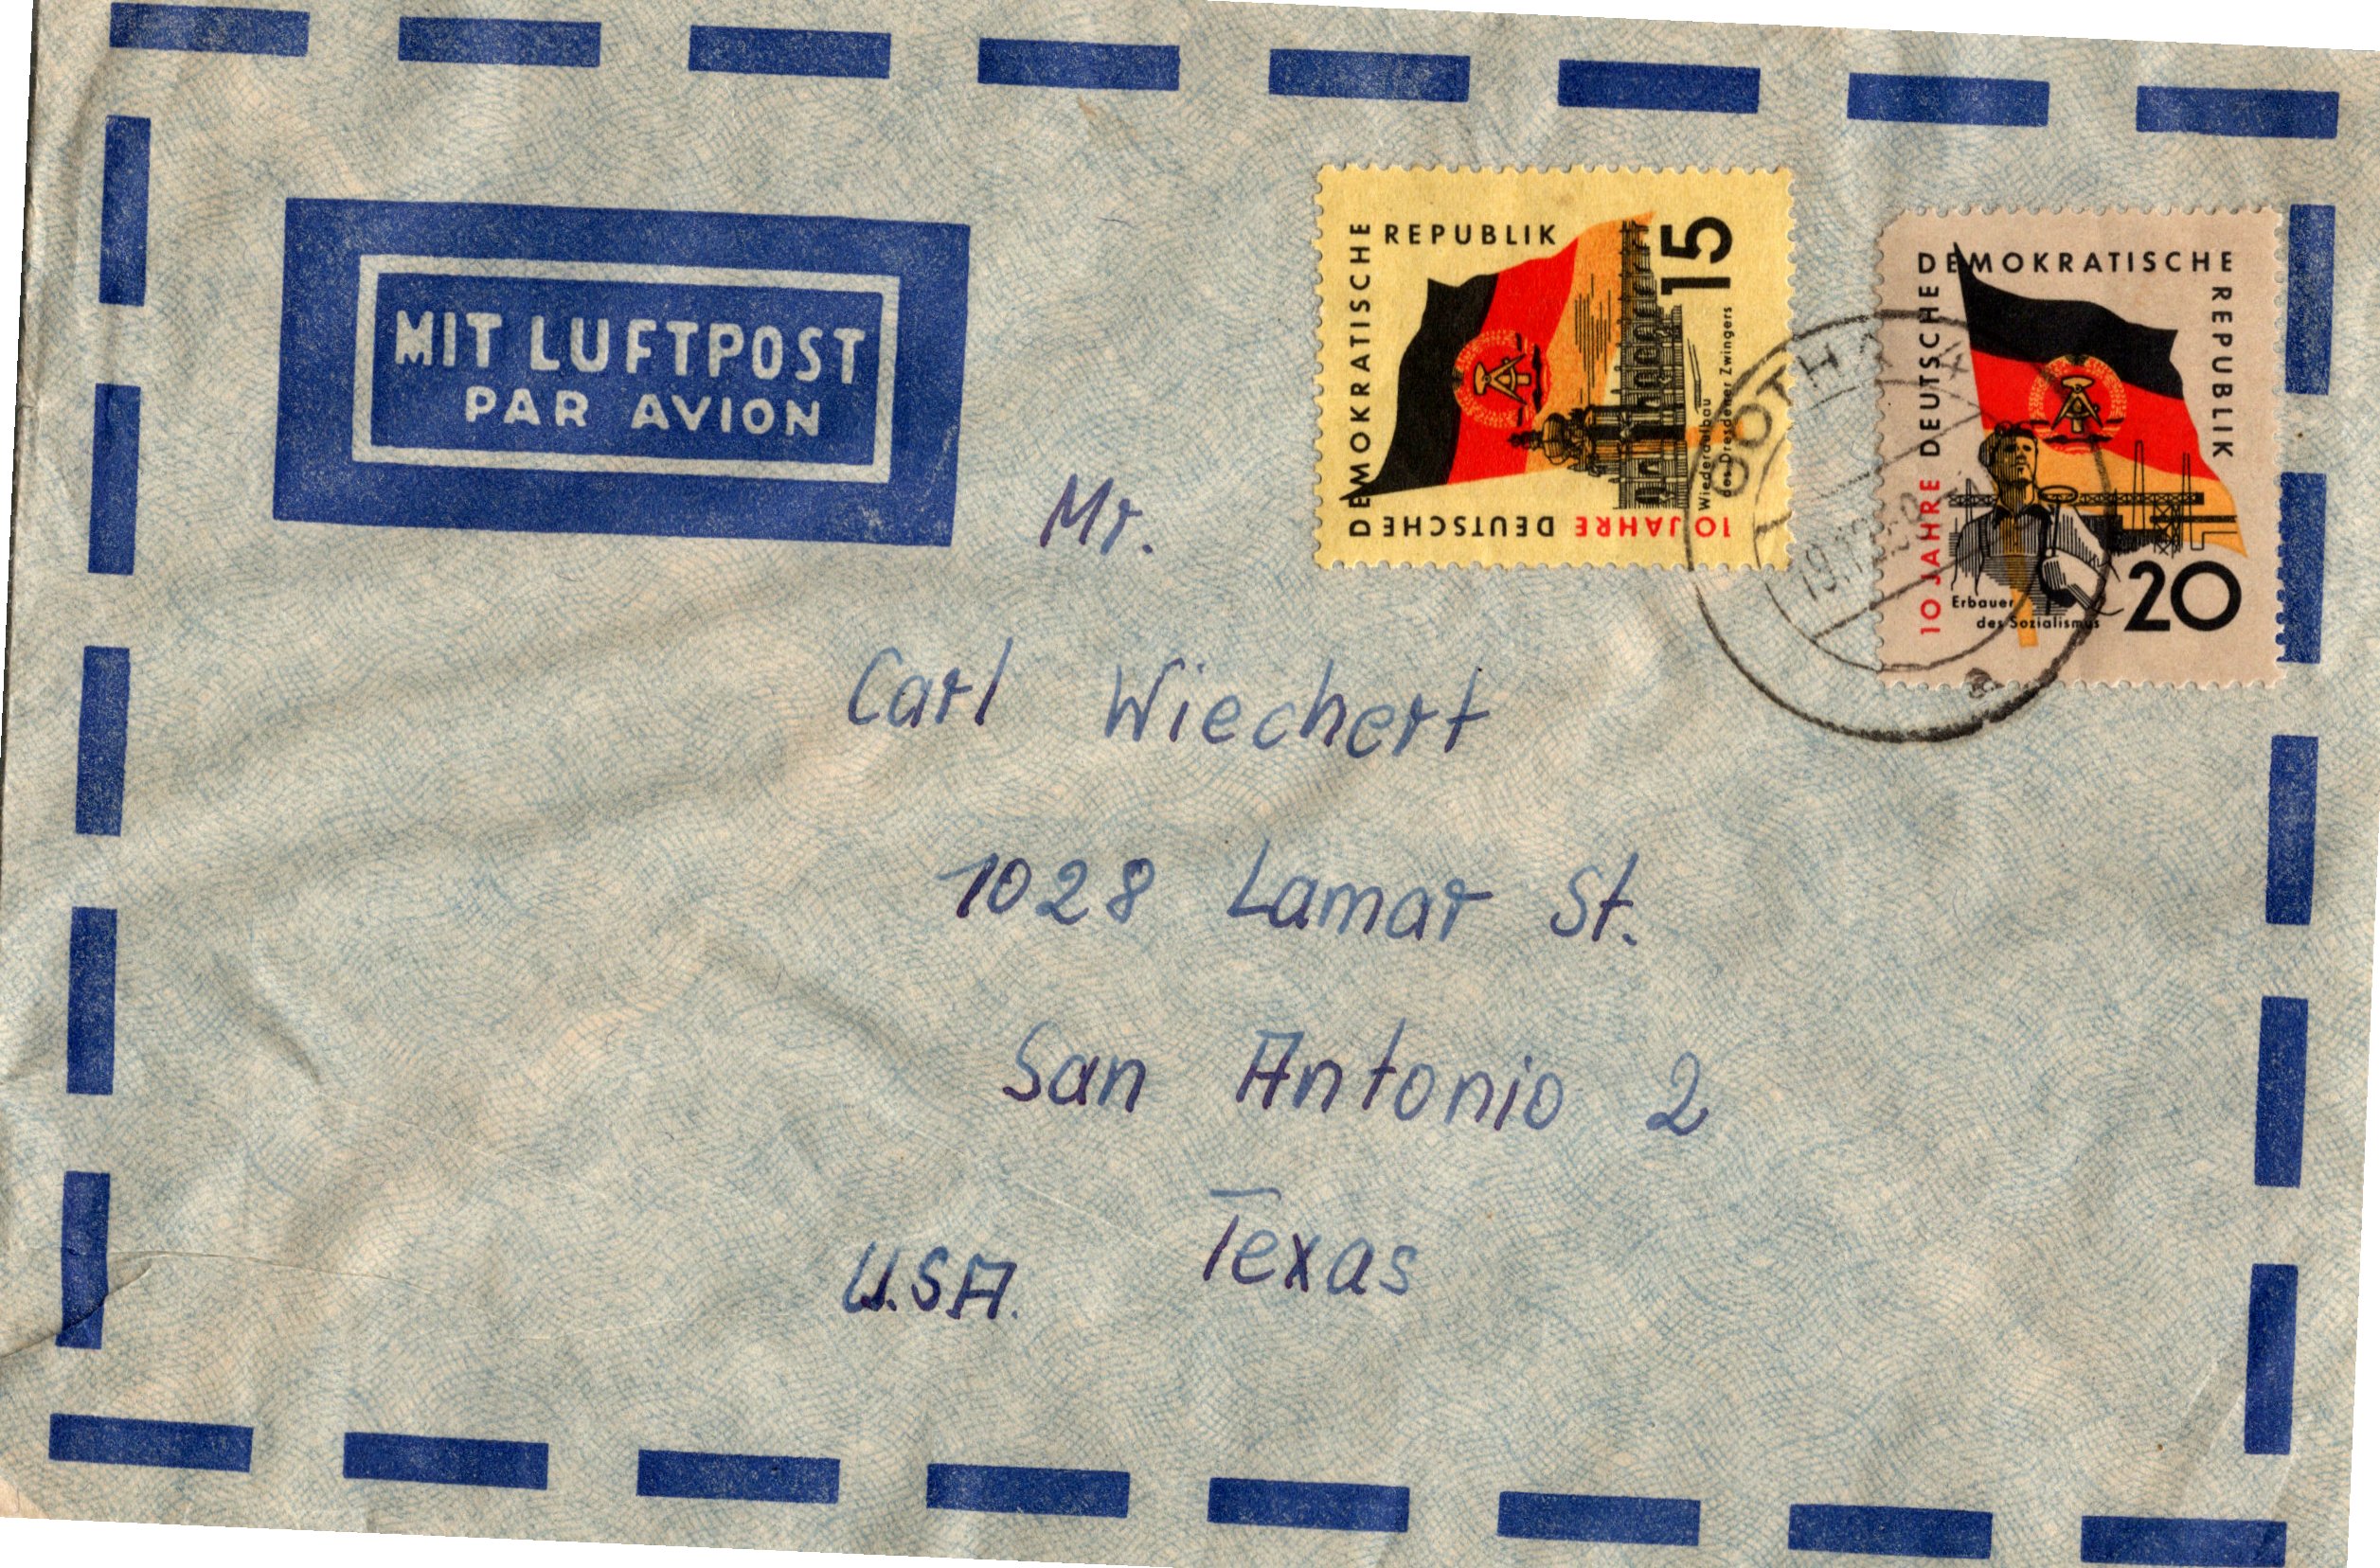 MIT LUFTPOST
PAR AVION
10 JAHRE DEUTSCHE DEMOKRATISCHE REPUBLIK
15
Wiederaufbau
des Dresdener Zwingers
10 JAHRE DEUTSCHE DEMOKRATISCHE REPUBLIK
Erbauer
des Sozialismus
20
GOTHA
Mr.
Carl Wiechert
1028 Lamar St.
San Antonio 2
Texas
U.S.A.